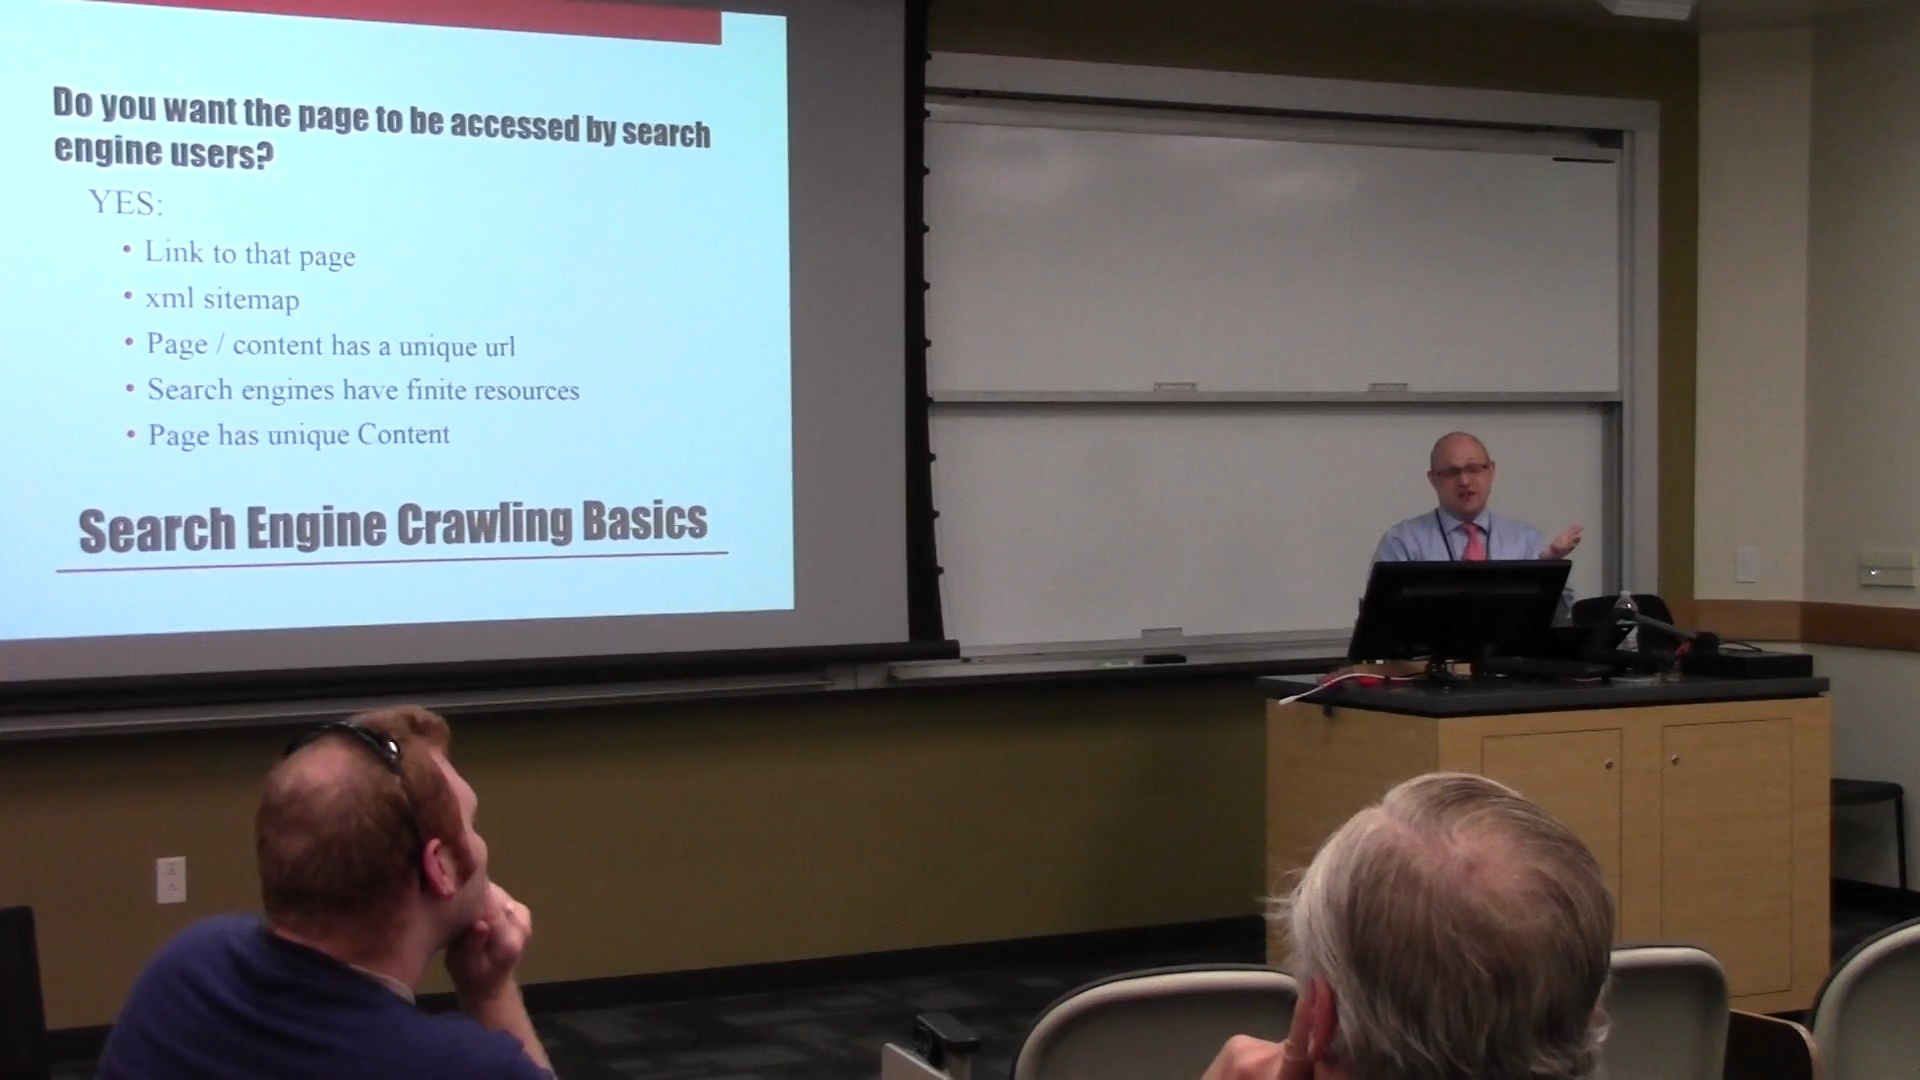 Do you want the page to be accessed by search
engine users?
YES:
• Link to that page
• xml sitemap
• Page / content has a unique url
• Search engines have finite resources
• Page has unique Content
Search Engine Crawling Basics